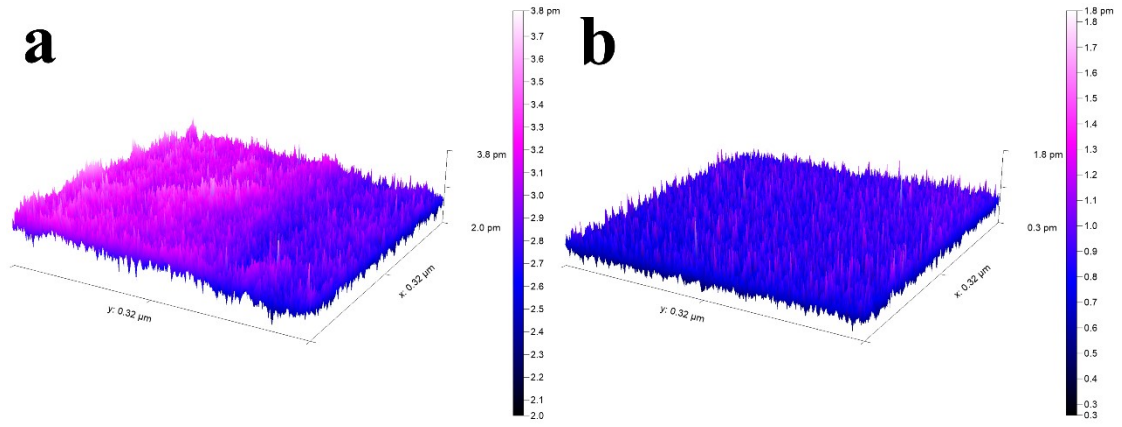 a
3.8 pm
3.7
3.6
3.5
3.4
3.3
3.2
3.1
3.0
2.9
2.8
2.7
2.6
2.5
2.4
2.3
2.2
2.1
2.0
3.8 pm
2.0 pm
x: 0.32 µm
y: 0.32 µm
b
1.8 pm
1.8
1.6
1.5
1.4
1.3
1.2
1.1
1.0
0.9
0.8
0.7
0.6
0.5
0.4
0.3
0.3
1.8 pm
0.3 pm
x: 0.32 µm
y: 0.32 µm